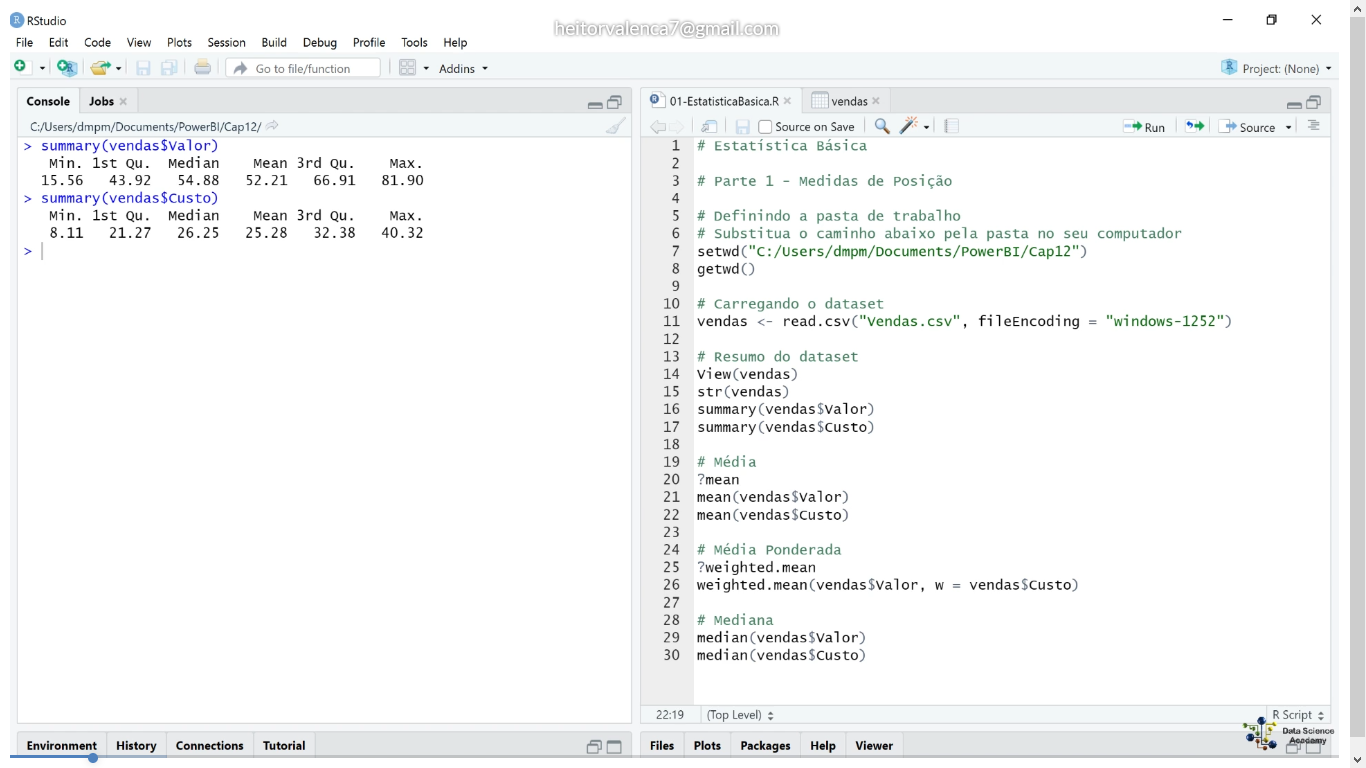 RStudio
heitorvalenca7@gmail.com
File Edit Code View Plots Session Build Debug Profile Tools Help
Go to file/function Addins Project: (None)
Console Jobs
C:/Users/dmpm/Documents/PowerBI/Cap12/
> summary(vendas$Valor)
Min. 1st Qu. Median Mean 3rd Qu. Max.
15.56 43.92 54.88 52.21 66.91 81.90
> summary(vendas$Custo)
Min. 1st Qu. Median Mean 3rd Qu. Max.
8.11 21.27 26.25 25.28 32.38 40.32
>
01-EstatisticaBasica.R vendas
Source on Save Run Source
1 # Estatística Básica
2
3 # Parte 1 - Medidas de Posição
4
5 # Definindo a pasta de trabalho
6 # Substitua o caminho abaixo pela pasta no seu computador
7 setwd("C:/Users/dmpm/Documents/PowerBI/Cap12")
8 getwd()
9
10 # Carregando o dataset
11 vendas <- read.csv("Vendas.csv", fileEncoding = "windows-1252")
12
13 # Resumo do dataset
14 View(vendas)
15 str(vendas)
16 summary(vendas$Valor)
17 summary(vendas$Custo)
18
19 # Média
20 ?mean
21 mean(vendas$Valor)
22 mean(vendas$Custo)
23
24 # Média Ponderada
25 ?weighted.mean
26 weighted.mean(vendas$Valor, w = vendas$Custo)
27
28 # Mediana
29 median(vendas$Valor)
30 median(vendas$Custo)
22:19 (Top Level) R Script
Environment History Connections Tutorial
Files Plots Packages Help Viewer
Data Science
Academy